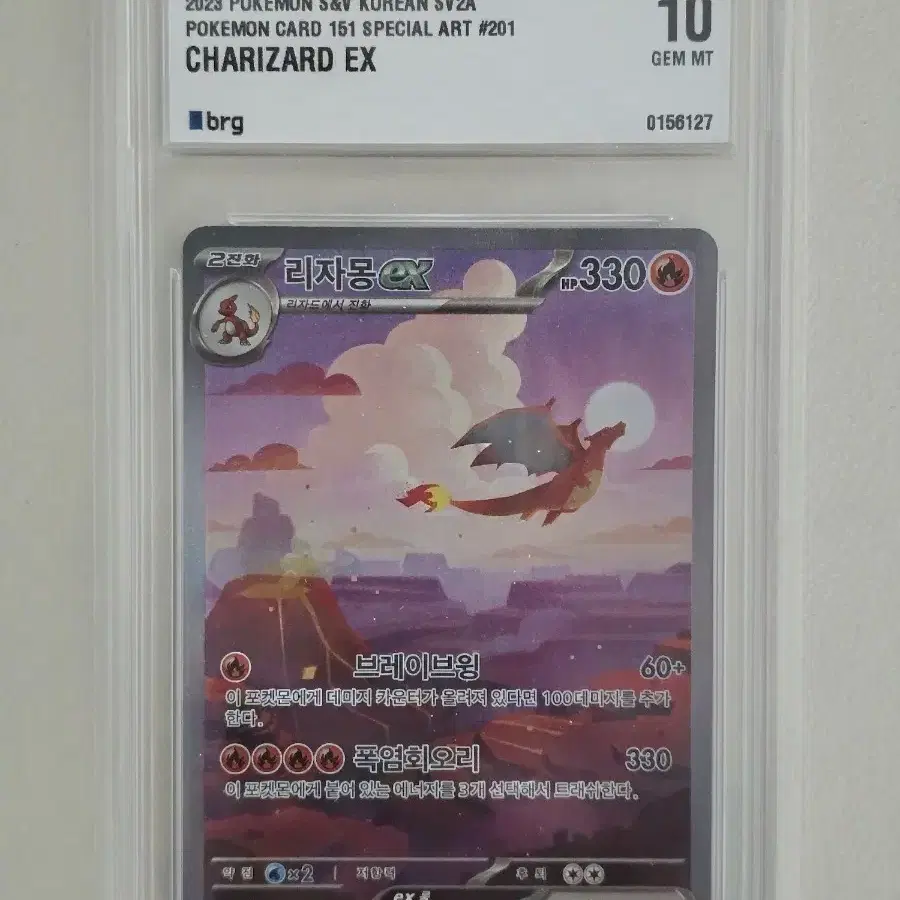 2023 POKEMON S&V KOREAN SV2A
POKEMON CARD 151 SPECIAL ART #201
CHARIZARD EX
10
GEM MT
brg
0156127
2진화
리자몽ex
HP330
리자드에서 진화
브레이브윙 60+
이 포켓몬에게 데미지 카운터가 올려져 있다면 100데미지를 추가
한다.
폭염회오리 330
이 포켓몬에게 붙어 있는 에너지를 3개 선택해서 트래쉬한다.
약점 ×2 저항력 후퇴
ex룰